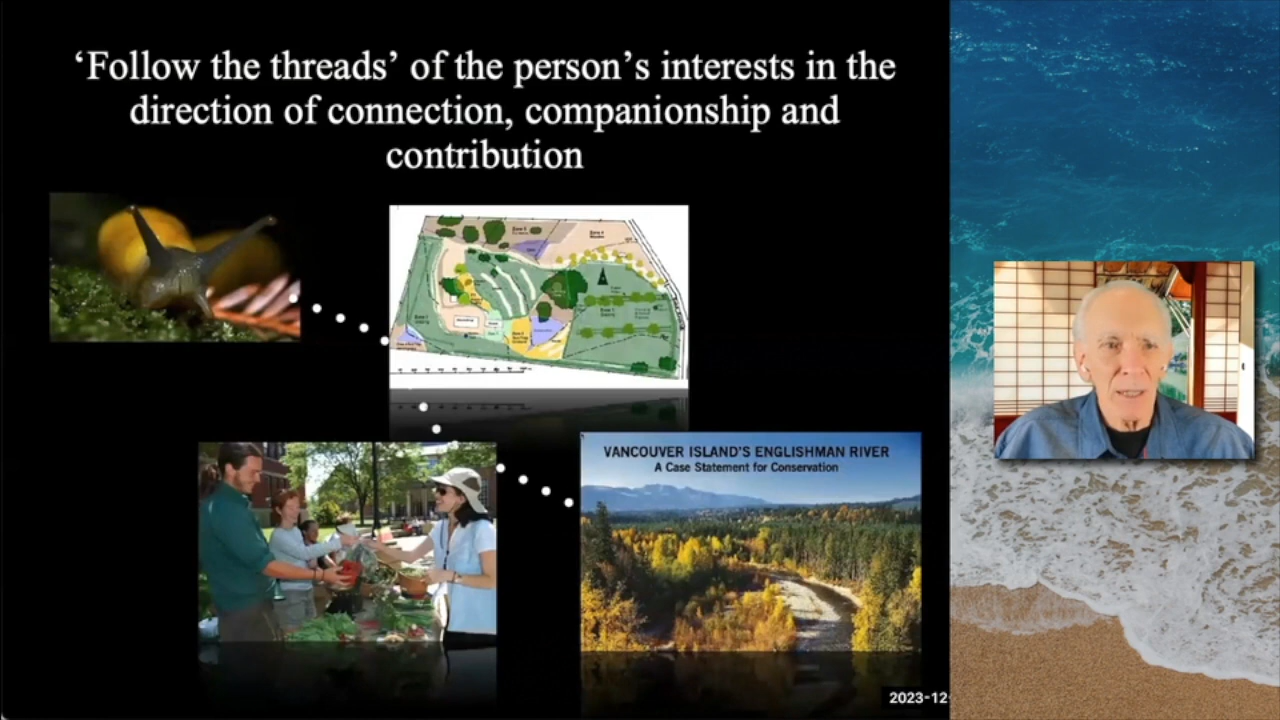 ‘Follow the threads’ of the person’s interests in the
direction of connection, companionship and
contribution
VANCOUVER ISLAND'S ENGLISHMAN RIVER
A Case Statement for Conservation
2023-12-